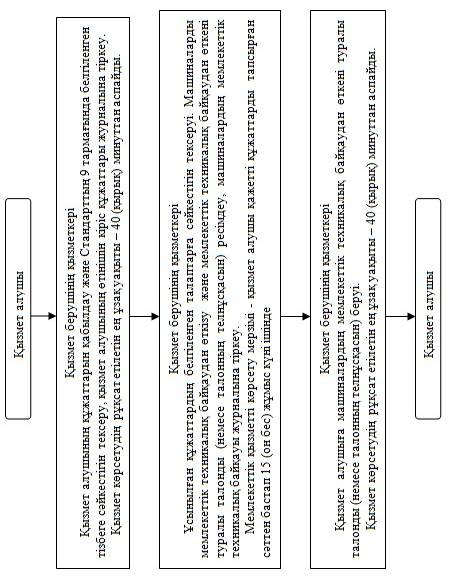 Қызмет алушы
Қызмет берушінің қызметкері
Қызмет алушының құжаттарын қабылдау және Стандарттың 9 тармағында белгіленген
тізбеге сәйкестігін тексеру, қызмет алушының өтінішін кіріс құжаттары журналына тіркеу.
Қызмет көрсетудің рұқсат етілетін ең ұзақ уақыты – 40 (қырық) минуттан аспайды.
Қызмет берушінің қызметкері
Ұсынылған құжаттардың белгіленген талаптарға сәйкестігін тексеруі. Машиналарды
мемлекеттік техникалық байқаудан өткізу және мемлекеттік техникалық байқаудан өткені
туралы талонды (немесе талонның телнұсқасын) ресімдеу, машиналардың мемлекеттік
техникалық байқауы журналына тіркеу.
Мемлекеттік қызметті көрсету мерзімі - қызмет алушы қажетті құжаттарды тапсырған
сәттен бастап 15 (он бес) жұмыс күні ішінде
Қызмет берушінің қызметкері
Қызмет алушыға машиналардың мемлекеттік техникалық байқаудан өткені туралы
талонды (немесе талонның телнұсқасын) беруі.
Қызмет көрсетудің рұқсат етілетін ең ұзақ уақыты – 40 (қырық) минуттан аспайды.
Қызмет алушы